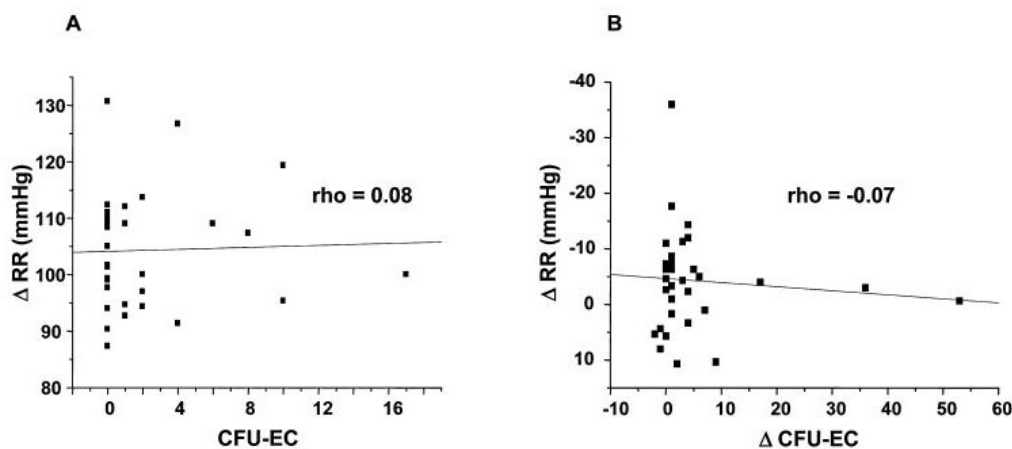 A
Δ RR (mmHg)
130
120
110
100
90
80
rho = 0.08
0 4 8 12 16
CFU-EC
B
Δ RR (mmHg)
-40
-30
-20
-10
0
10
rho = -0.07
-10 0 10 20 30 40 50 60
Δ CFU-EC